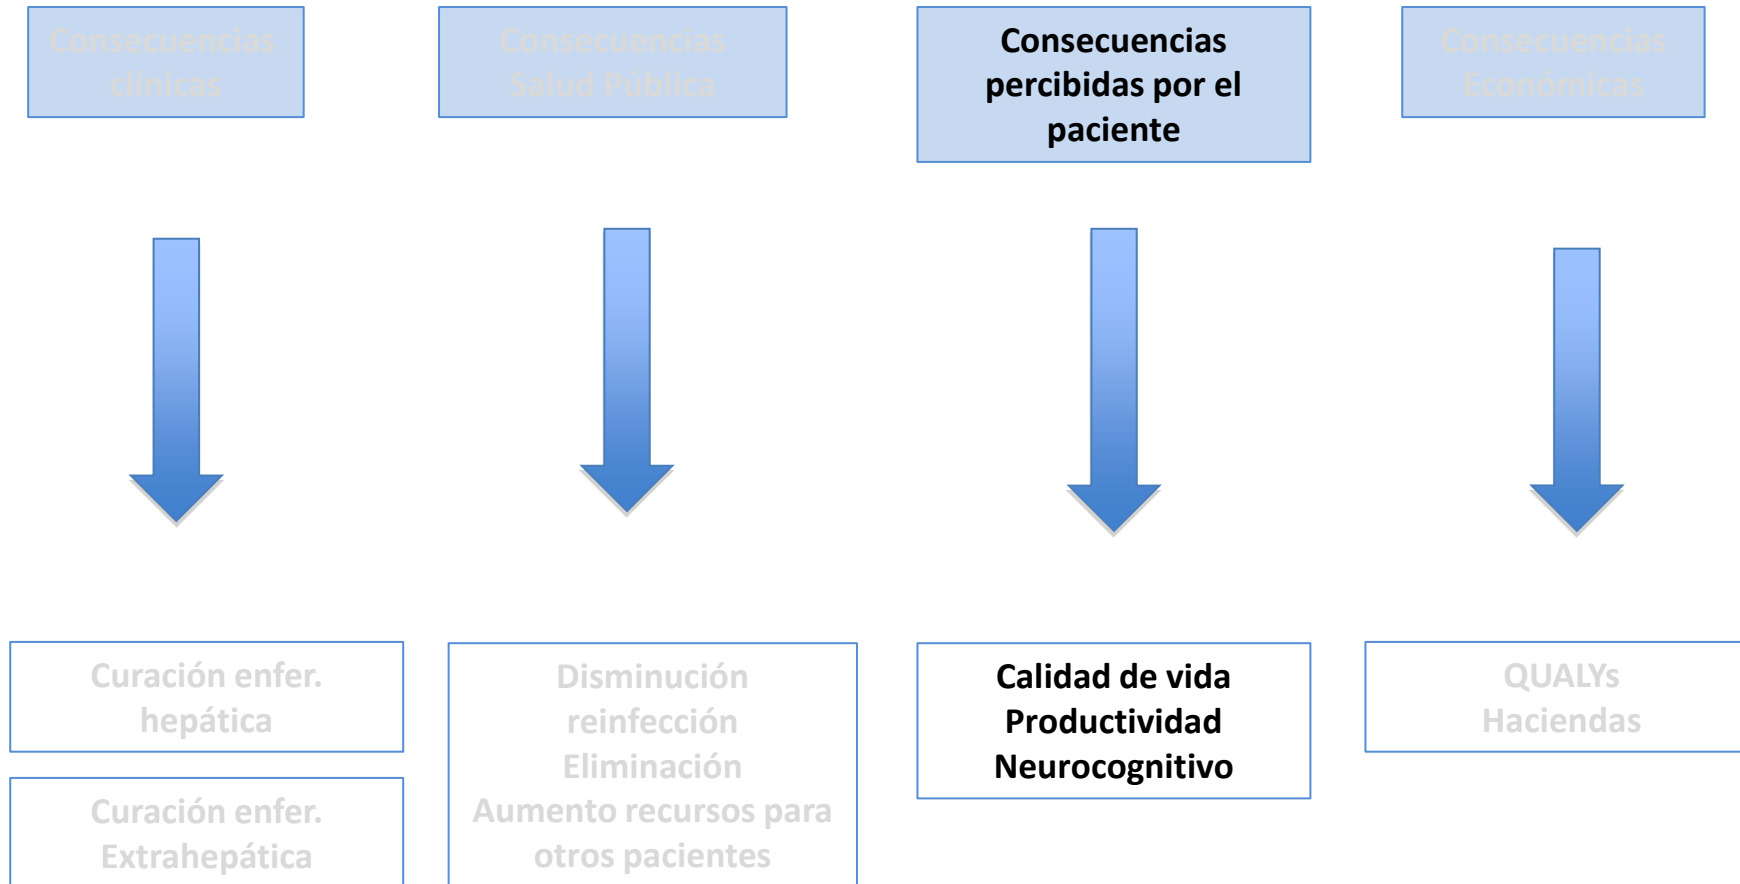 Consecuencias
clínicas
Consecuencias
Salud Pública
Consecuencias
percibidas por el
paciente
Consecuencias
Económicas
Curación enfer.
hepática
Curación enfer.
Extrahepática
Disminución
reinfección
Eliminación
Aumento recursos para
otros pacientes
Calidad de vida
Productividad
Neurocognitivo
QUALYs
Haciendas